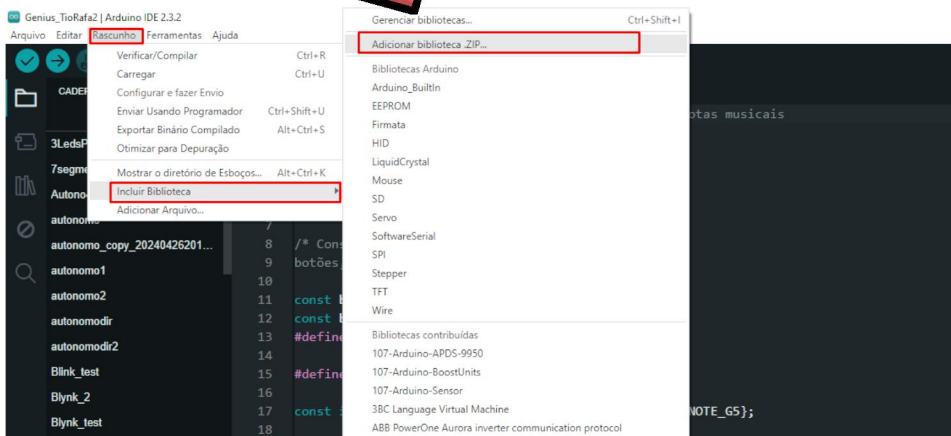 Genius_TioRafa2 | Arduino IDE 2.3.2
Arquivo Editar Rascunho Ferramentas Ajuda
Verificar/Compilar Ctrl+R
Carregar Ctrl+U
Configurar e fazer Envio
Enviar Usando Programador Ctrl+Shift+U
Exportar Binário Compilado Alt+Ctrl+S
Otimizar para Depuração
Mostrar o diretório de Esboços... Alt+Ctrl+K
Incluir Biblioteca
Adicionar Arquivo...
Gerenciar bibliotecas... Ctrl+Shift+I
Adicionar biblioteca .ZIP...
Bibliotecas Arduino
Arduino_BuiltIn
EEPROM
Firmata
HID
LiquidCrystal
Mouse
SD
Servo
SoftwareSerial
SPI
Stepper
TFT
Wire
Bibliotecas contribuídas
107-Arduino-APDS-9950
107-Arduino-BoostUnits
107-Arduino-Sensor
3BC Language Virtual Machine
ABB PowerOne Aurora inverter communication protocol
CADER
3LedsP
7segme
Autono
autonomo
autonomo_copy_20240426201...
autonomo1
autonomo2
autonomodir
autonomodir2
Blink_test
Blynk_2
Blynk_test
otas musicais
7
8 /* Cons
9 botões,
10
11 const
12 const
13 #define
14
15 #define
16
17 const NOTE_G5};
18